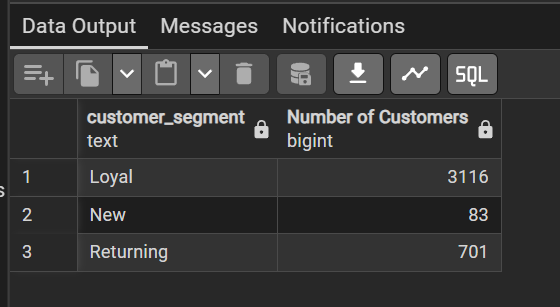 Data Output Messages Notifications
SQL
customer_segment Number of Customers
text bigint
1 Loyal 3116
2 New 83
s
3 Returning 701